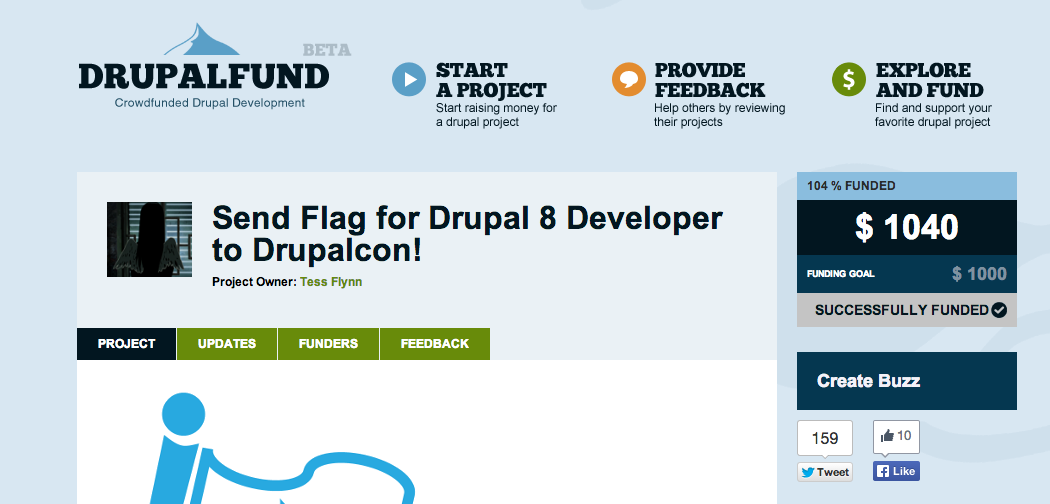 BETA
DRUPALFUND
Crowdfunded Drupal Development
START
A PROJECT
Start raising money for
a drupal project
PROVIDE
FEEDBACK
Help others by reviewing
their projects
EXPLORE
AND FUND
Find and support your
favorite drupal project
$
Send Flag for Drupal 8 Developer
to Drupalcon!
Project Owner: Tess Flynn
PROJECT
UPDATES
FUNDERS
FEEDBACK
104 % FUNDED
$ 1040
FUNDING GOAL $ 1000
SUCCESSFULLY FUNDED
Create Buzz
159
10
Tweet
Like